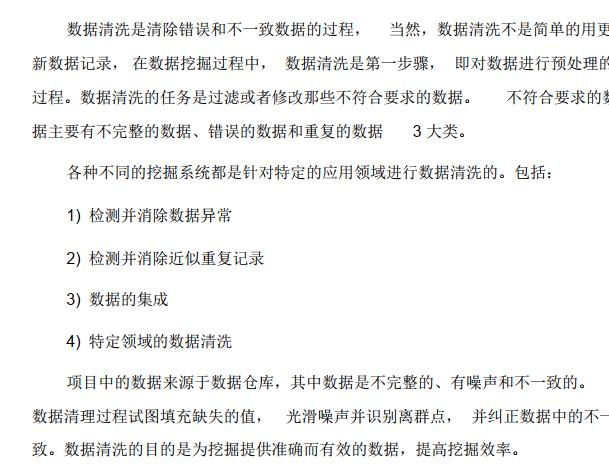 数据清洗是清除错误和不一致数据的过程， 当然，数据清洗不是简单的用更
新数据记录， 在数据挖掘过程中， 数据清洗是第一步骤， 即对数据进行预处理的
过程。数据清洗的任务是过滤或者修改那些不符合要求的数据。 不符合要求的数
据主要有不完整的数据、错误的数据和重复的数据 3 大类。
各种不同的挖掘系统都是针对特定的应用领域进行数据清洗的。包括：
1) 检测并消除数据异常
2) 检测并消除近似重复记录
3) 数据的集成
4) 特定领域的数据清洗
项目中的数据来源于数据仓库，其中数据是不完整的、有噪声和不一致的。
数据清理过程试图填充缺失的值， 光滑噪声并识别离群点， 并纠正数据中的不一
致。数据清洗的目的是为挖掘提供准确而有效的数据，提高挖掘效率。